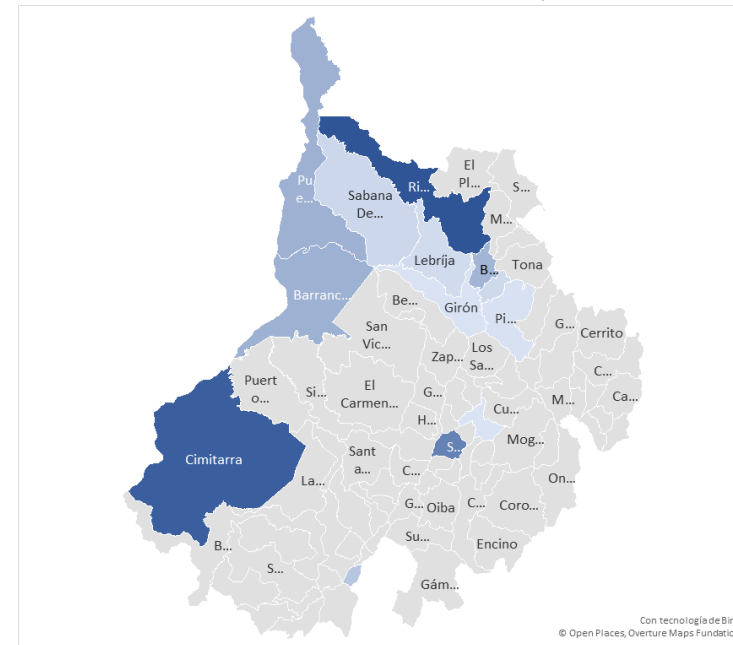 El
Pl...
S...
Pu
e...
Ri...
Sabana
De...
M...
Lebríja
B...
Tona
Barranc...
Be...
Girón
Pi...
San
Vic...
G...
Cerrito
Zap...
Los
Sa...
Puert
o...
Si...
El
Carmen...
G...
C...
M...
Ca...
H...
Cu...
Cimitarra
S...
Mog...
Sant
a...
C...
La...
On...
G...
Oiba
C...
Coro...
B...
Su...
Encino
S...
Gám...
Con tecnología de Bin
© Open Places, Overture Maps Fundatio